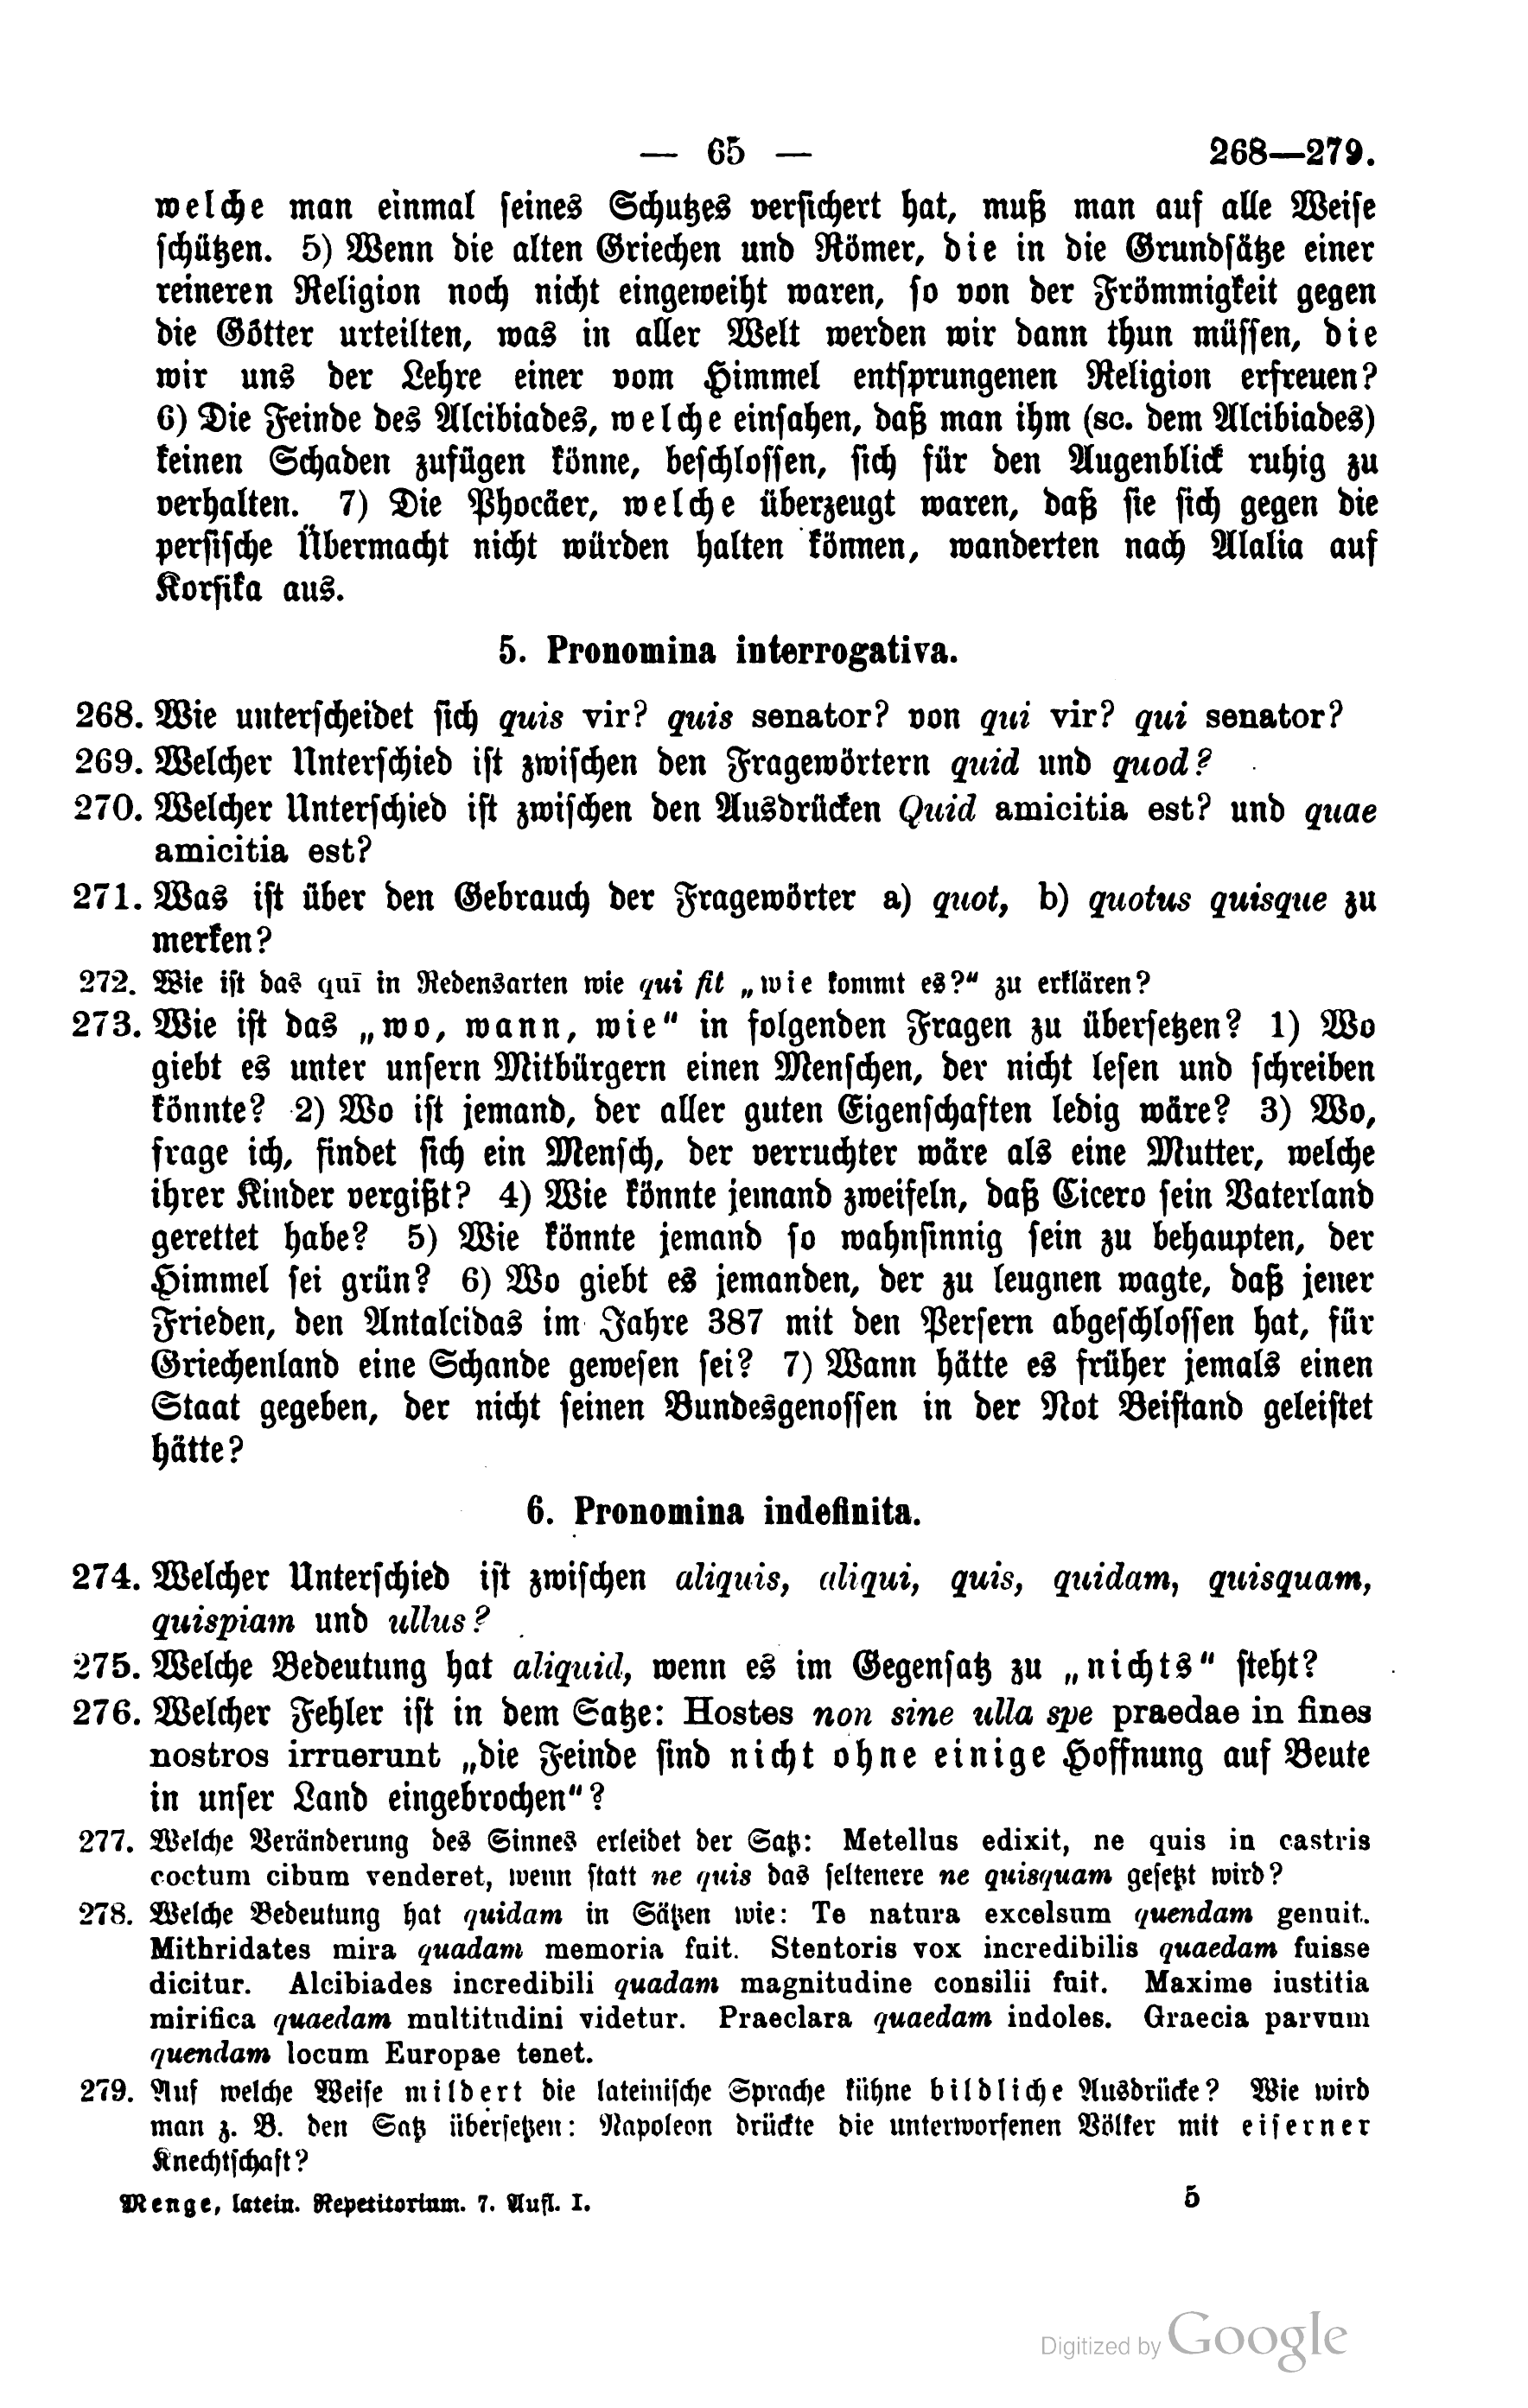 — 65 — 268—279.
welche man einmal seines Schutzes versichert hat, muß man auf alle Weise
schützen. 5) Wenn die alten Griechen und Römer, die in die Grundsätze einer
reineren Religion noch nicht eingeweiht waren, so von der Frömmigkeit gegen
die Götter urteilten, was in aller Welt werden wir dann thun müssen, die
wir uns der Lehre einer vom Himmel entsprungenen Religion erfreuen?
6) Die Feinde des Alcibiades, welche einsahen, daß man ihm (sc. dem Alcibiades)
keinen Schaden zufügen könne, beschlossen, sich für den Augenblick ruhig zu
verhalten. 7) Die Phocäer, welche überzeugt waren, daß sie sich gegen die
persische Übermacht nicht würden halten können, wanderten nach Alalia auf
Korsika aus.
5. Pronomina interrogativa.
268. Wie unterscheidet sich quis vir? quis senator? von qui vir? qui senator?
269. Welcher Unterschied ist zwischen den Fragewörtern quid und quod?
270. Welcher Unterschied ist zwischen den Ausdrücken Quid amicitia est? und quae
amicitia est?
271. Was ist über den Gebrauch der Fragewörter a) quot, b) quotus quisque zu
merken?
272. Wie ist das quī in Redensarten wie qui fit „wie kommt es?“ zu erklären?
273. Wie ist das „wo, wann, wie“ in folgenden Fragen zu übersetzen? 1) Wo
giebt es unter unsern Mitbürgern einen Menschen, der nicht lesen und schreiben
könnte? 2) Wo ist jemand, der aller guten Eigenschaften ledig wäre? 3) Wo,
frage ich, findet sich ein Mensch, der verruchter wäre als eine Mutter, welche
ihrer Kinder vergißt? 4) Wie könnte jemand zweifeln, daß Cicero sein Vaterland
gerettet habe? 5) Wie könnte jemand so wahnsinnig sein zu behaupten, der
Himmel sei grün? 6) Wo giebt es jemanden, der zu leugnen wagte, daß jener
Frieden, den Antalcidas im Jahre 387 mit den Persern abgeschlossen hat, für
Griechenland eine Schande gewesen sei? 7) Wann hätte es früher jemals einen
Staat gegeben, der nicht seinen Bundesgenossen in der Not Beistand geleistet
hätte?
6. Pronomina indefinita.
274. Welcher Unterschied ist zwischen aliquis, aliqui, quis, quidam, quisquam,
quispiam und ullus?
275. Welche Bedeutung hat aliquid, wenn es im Gegensatz zu „nichts“ steht?
276. Welcher Fehler ist in dem Satze: Hostes non sine ulla spe praedae in fines
nostros irruerunt „die Feinde sind nicht ohne einige Hoffnung auf Beute
in unser Land eingebrochen“?
277. Welche Veränderung des Sinnes erleidet der Satz: Metellus edixit, ne quis in castris
coctum cibum venderet, wenn statt ne quis das seltenere ne quisquam gesetzt wird?
278. Welche Bedeutung hat quidam in Sätzen wie: Te natura excelsum quendam genuit.
Mithridates mira quadam memoria fuit. Stentoris vox incredibilis quaedam fuisse
dicitur. Alcibiades incredibili quadam magnitudine consilii fuit. Maxime iustitia
mirifica quaedam multitudini videtur. Praeclara quaedam indoles. Graecia parvum
quendam locum Europae tenet.
279. Auf welche Weise mildert die lateinische Sprache kühne bildliche Ausdrücke? Wie wird
man z. B. den Satz übersetzen: Napoleon drückte die unterworfenen Völker mit eiserner
Knechtschaft?
Menge, latein. Repetitorium. 7. Aufl. I. 5
Digitized by Google